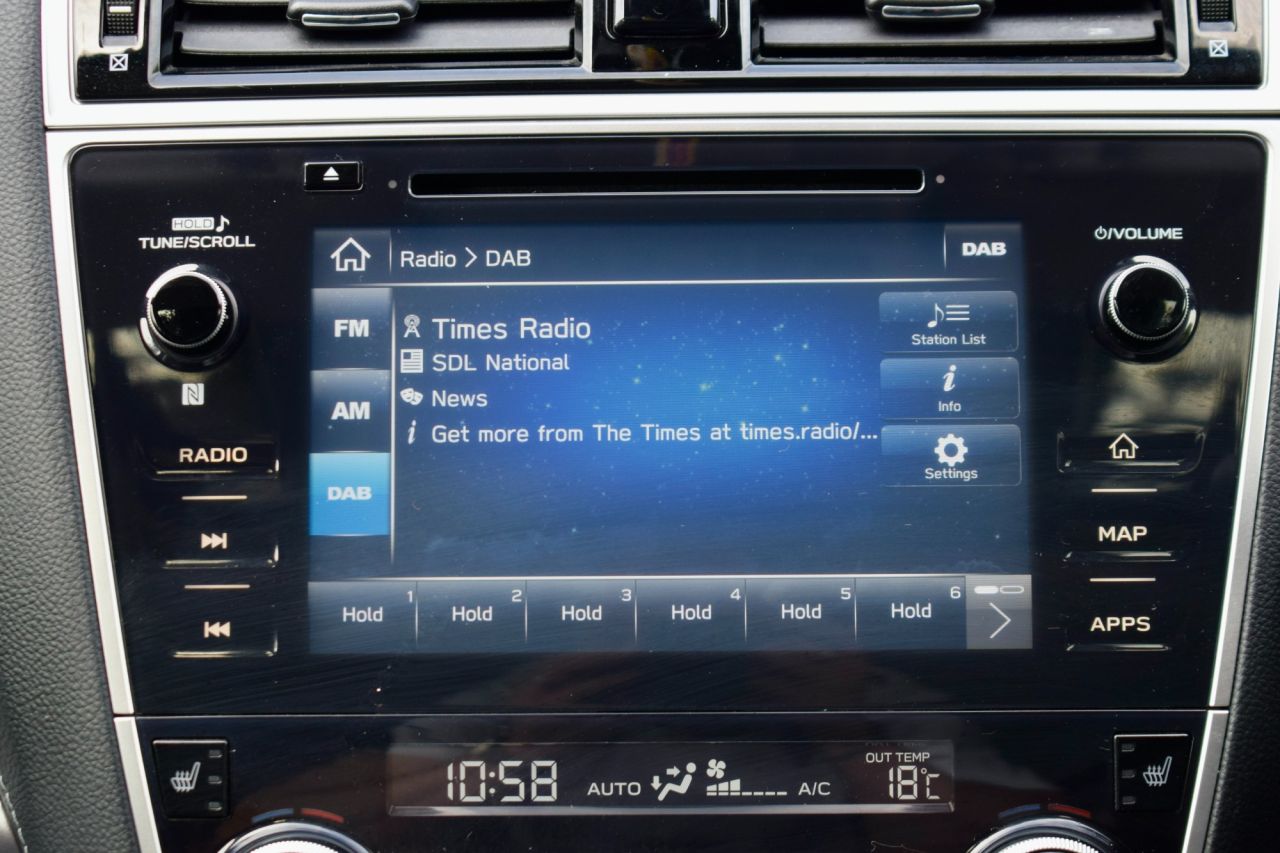 HOLD
TUNE/SCROLL
⏻/VOLUME
Radio > DAB
DAB
FM
AM
DAB
Times Radio
SDL National
News
Get more from The Times at times.radio/...
Station List
Info
Settings
RADIO
MAP
APPS
Hold 1
Hold 2
Hold 3
Hold 4
Hold 5
Hold 6
10:58
AUTO
A/C
OUT TEMP
18°C